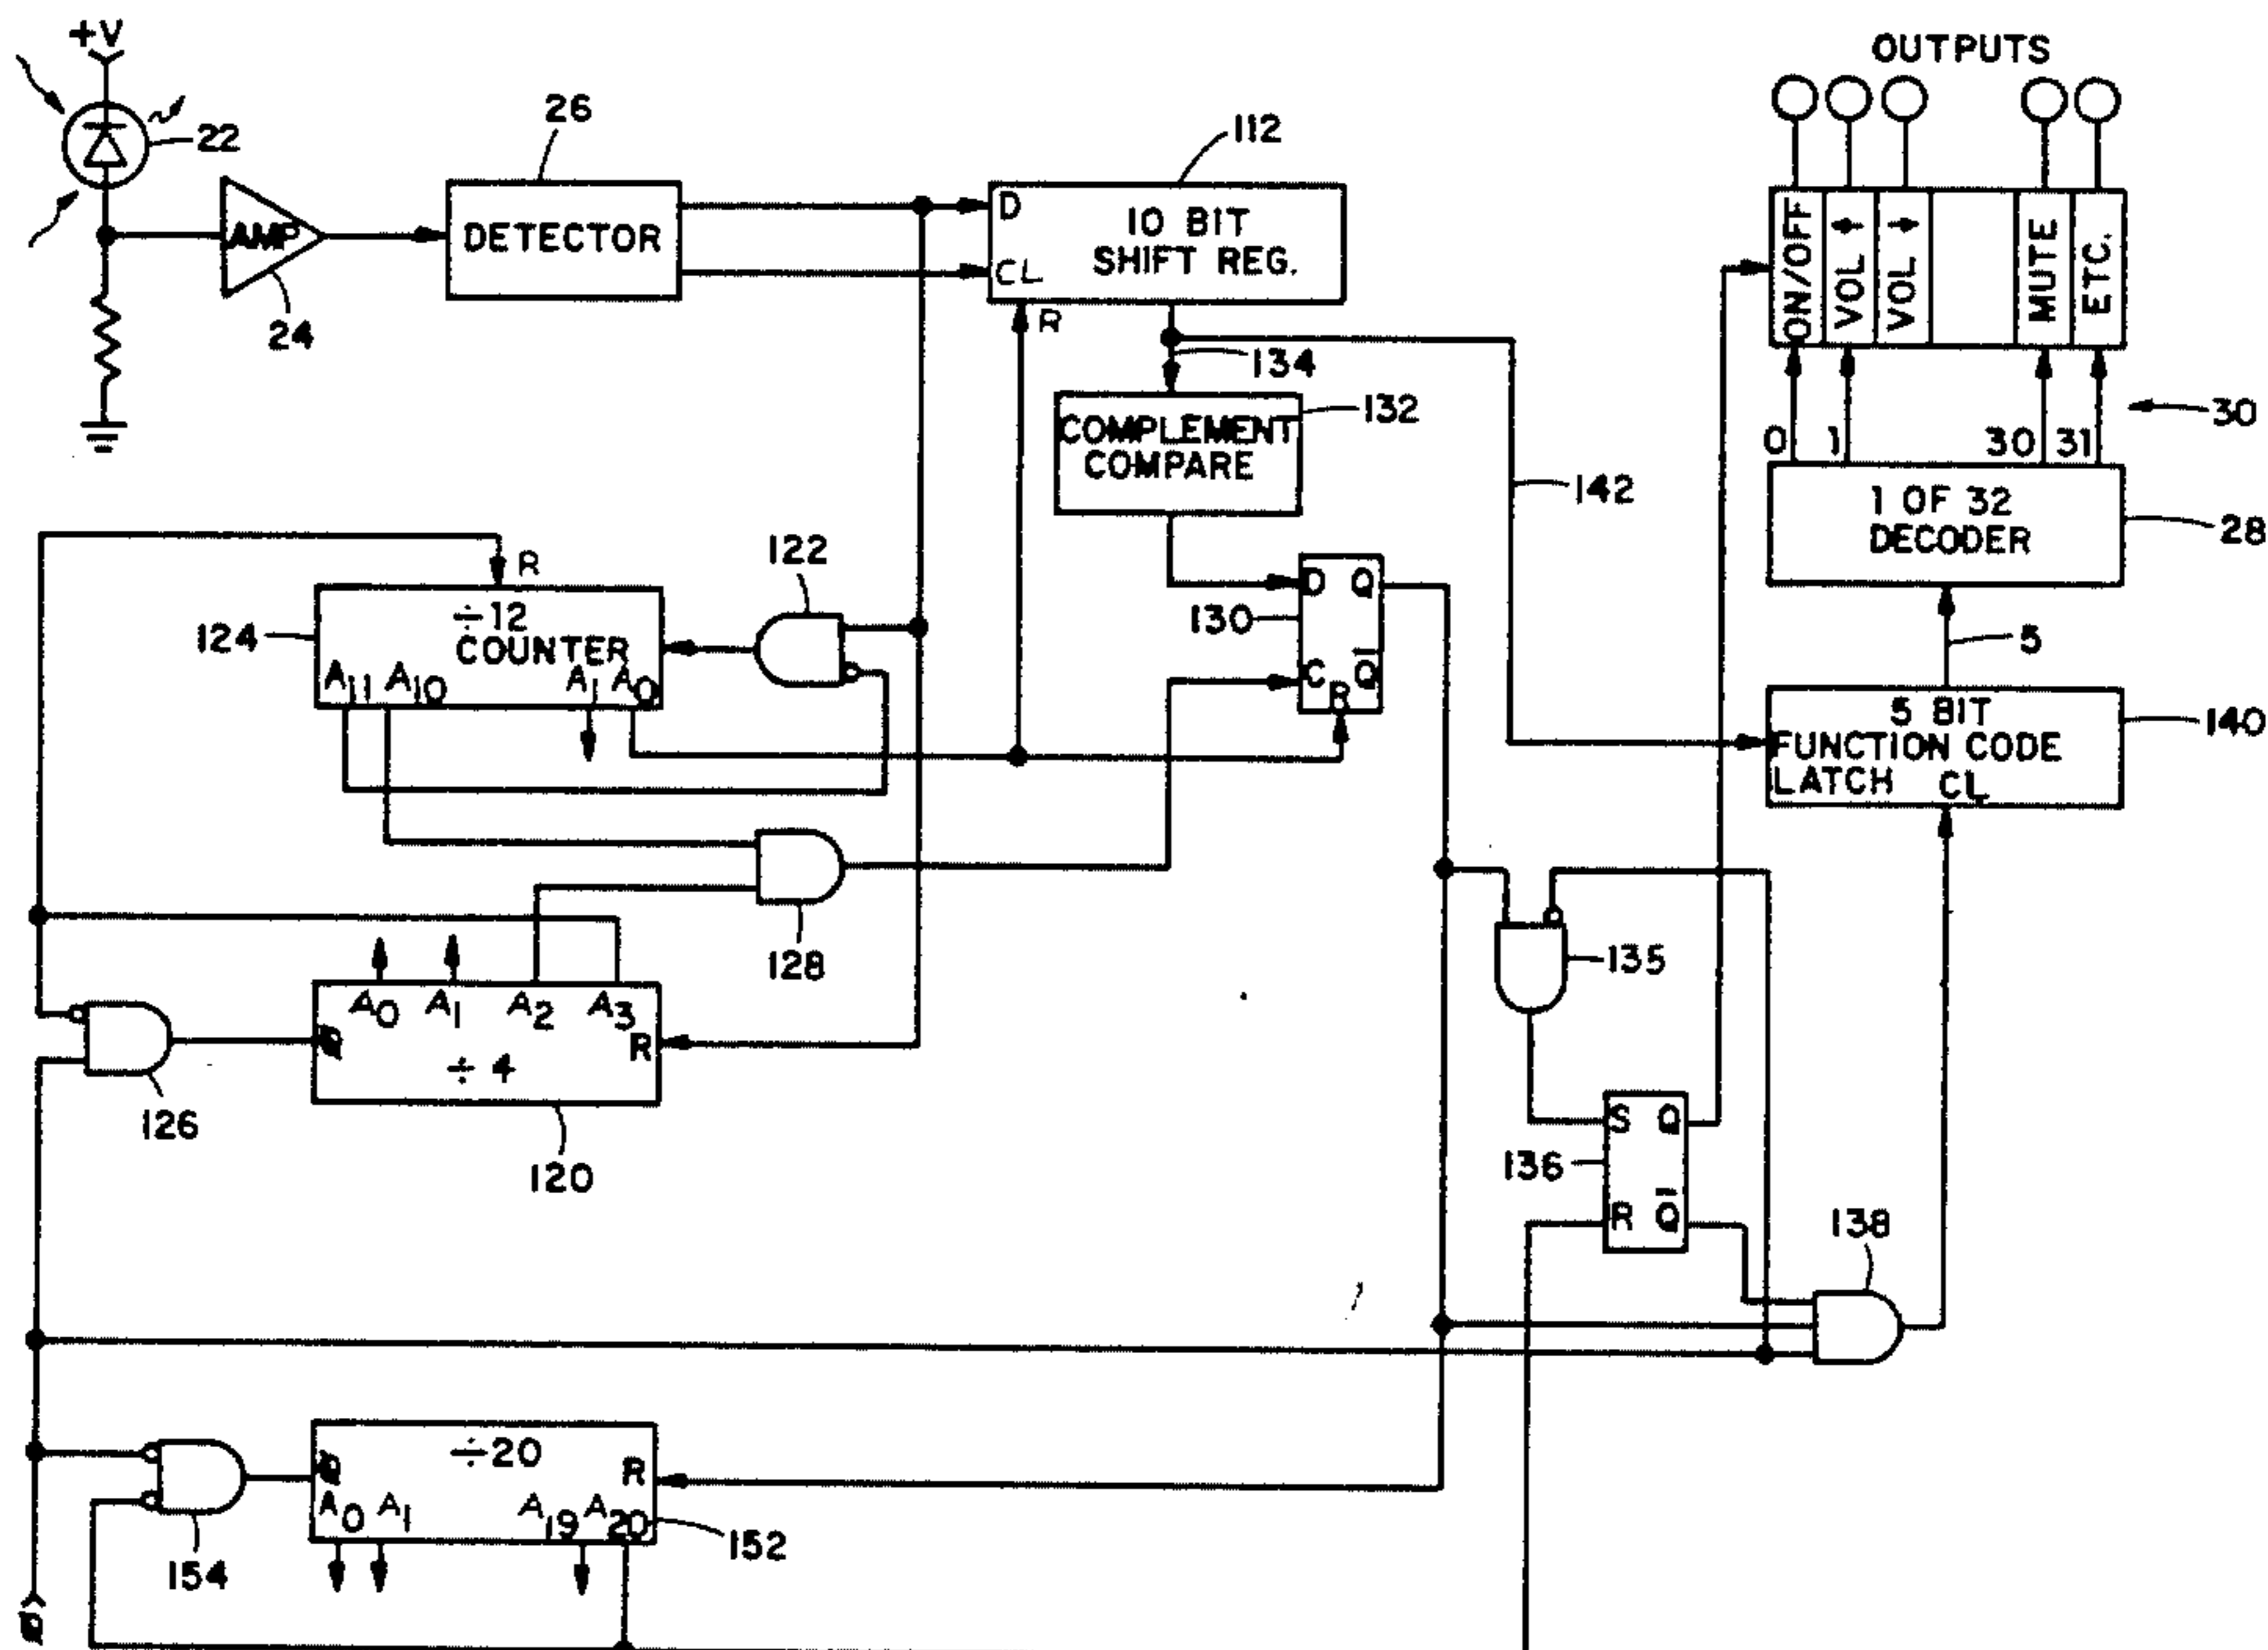 +V
OUTPUTS
22
26
112
AMP
24
DETECTOR
D
CL
R
10 BIT
SHIFT REG.
ON/OFF
VOL
VOL
MUTE
ETC.
134
COMPLEMENT
COMPARE
132
142
0
1
30
31
30
1 OF 32
DECODER
28
5
R
÷12
COUNTER
A11 A10 A1 A0
124
122
D Q
130
C Q̅
R
5 BIT
FUNCTION CODE
LATCH CL
140
128
135
A0 A1 A2 A3
R
÷4
126
120
S Q
136
R Q̅
138
÷20
R
A0 A1 A19 A20
152
154